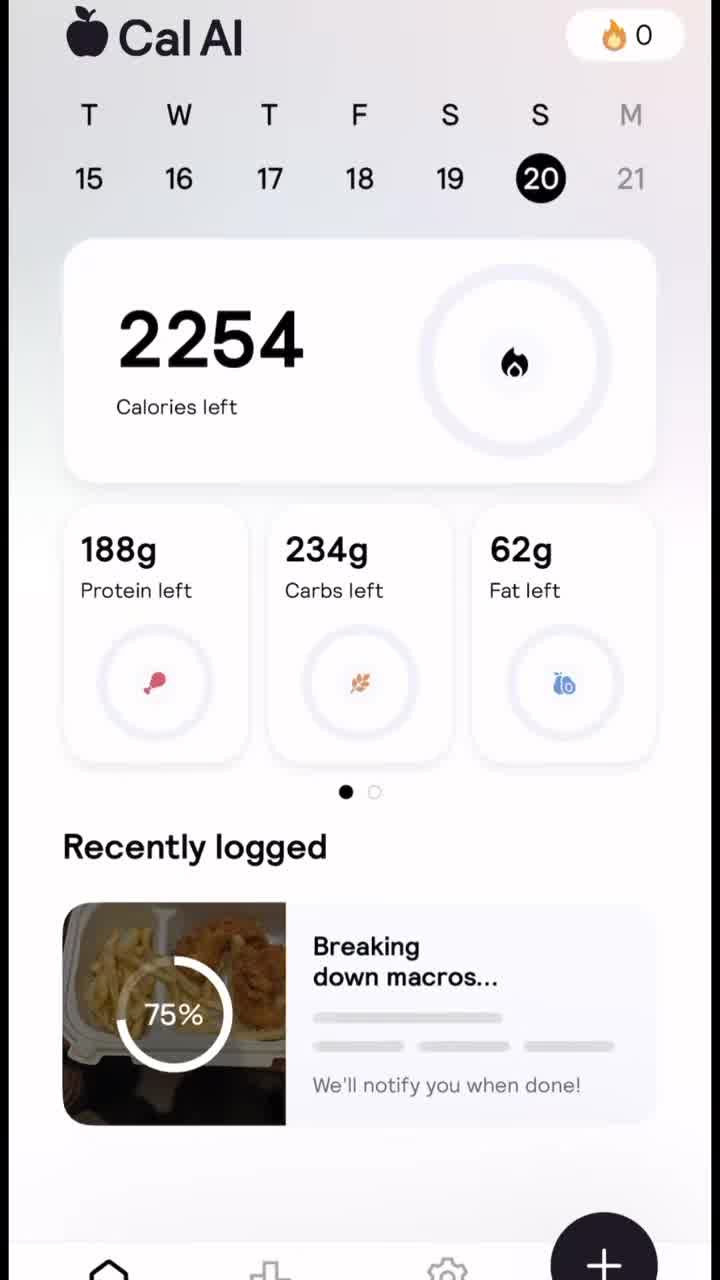 Cal AI
0
T W T F S S M
15 16 17 18 19 20 21
2254
Calories left
188g 234g 62g
Protein left Carbs left Fat left
Recently logged
75%
Breaking
down macros...
We'll notify you when done!